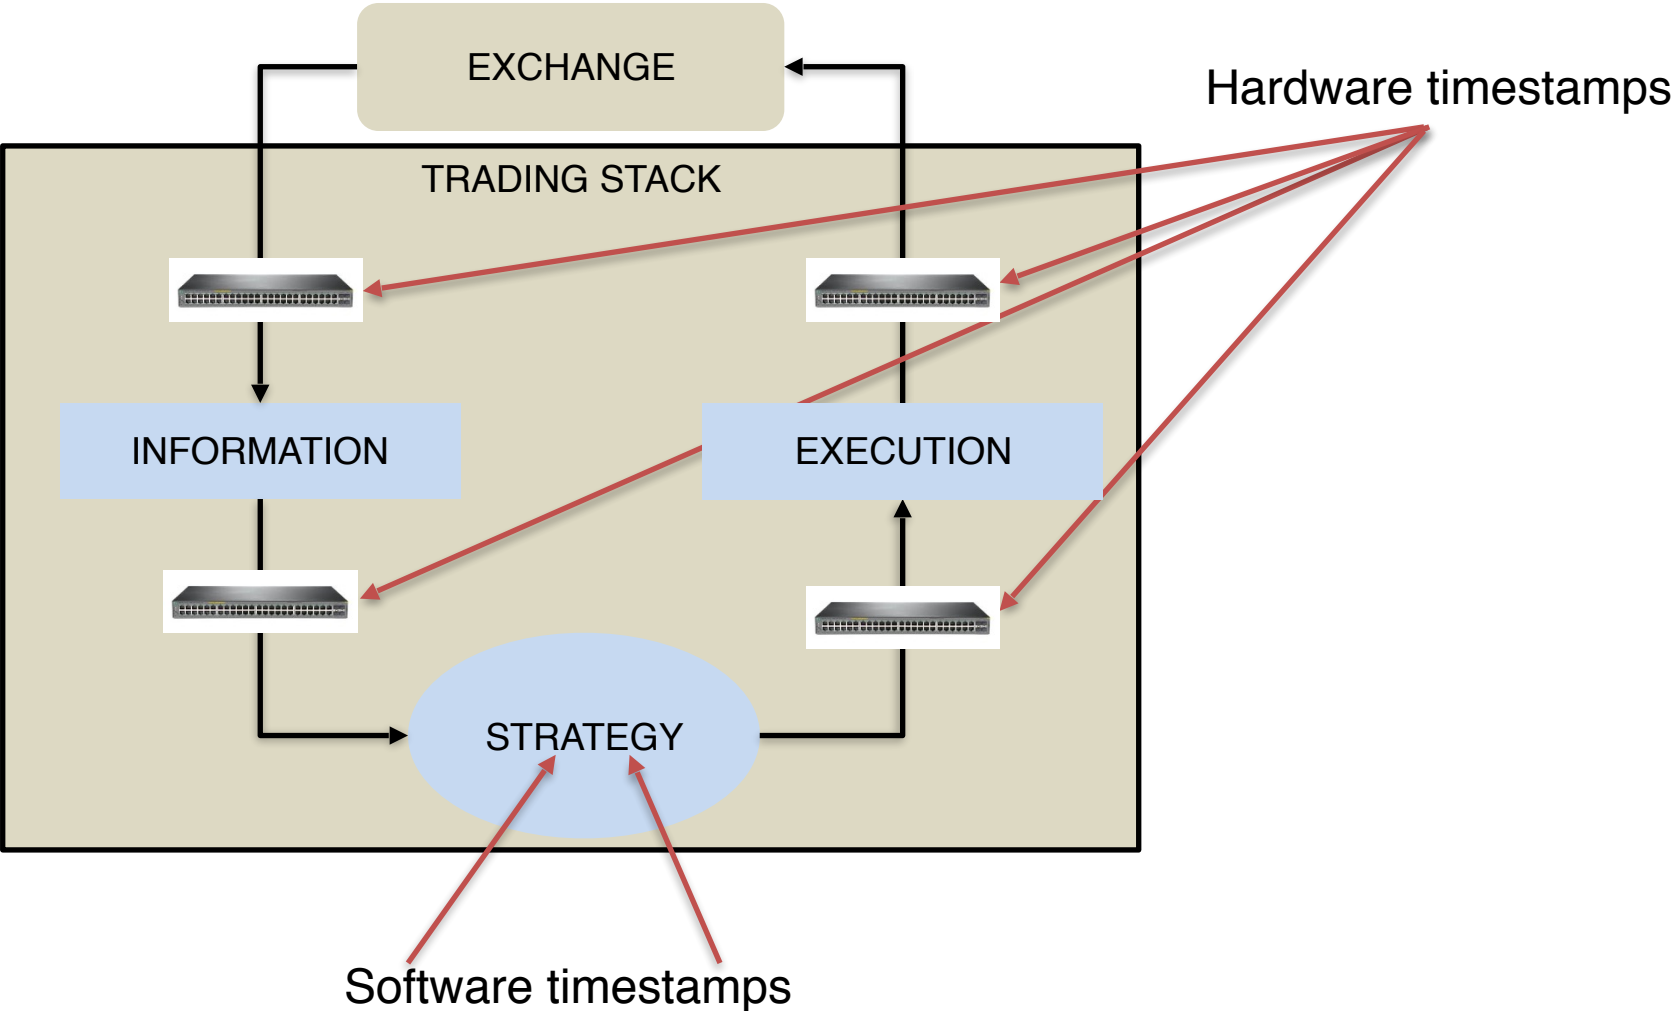 EXCHANGE
Hardware timestamps
TRADING STACK
INFORMATION
EXECUTION
STRATEGY
Software timestamps